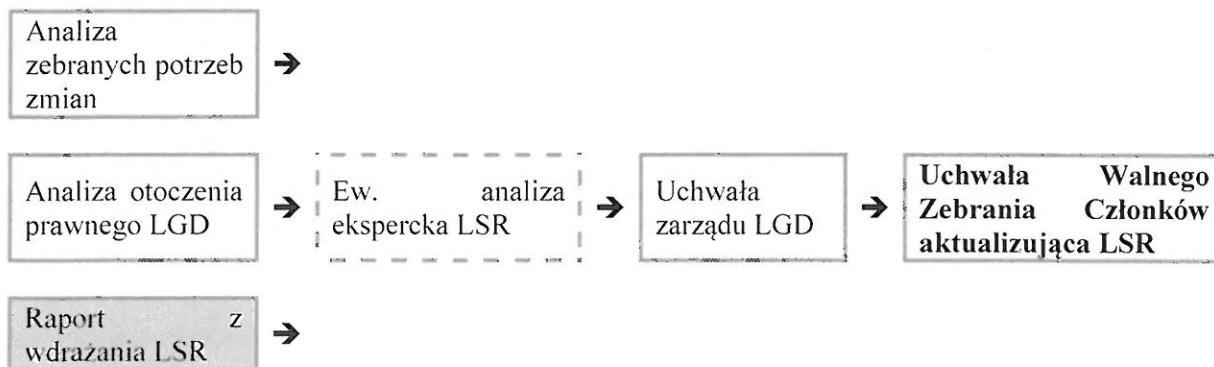 Analiza
zebranych potrzeb
zmian
Analiza otoczenia
prawnego LGD
Ew. analiza
ekspercka LSR
Uchwała
zarządu LGD
Uchwała Walnego
Zebrania Członków
aktualizująca LSR
Raport z
wdrażania LSR